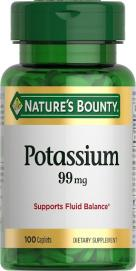 NATURE'S BOUNTY®
Potassium
99 mg
Supports Fluid Balance*
100 Caplets
DIETARY SUPPLEMENT